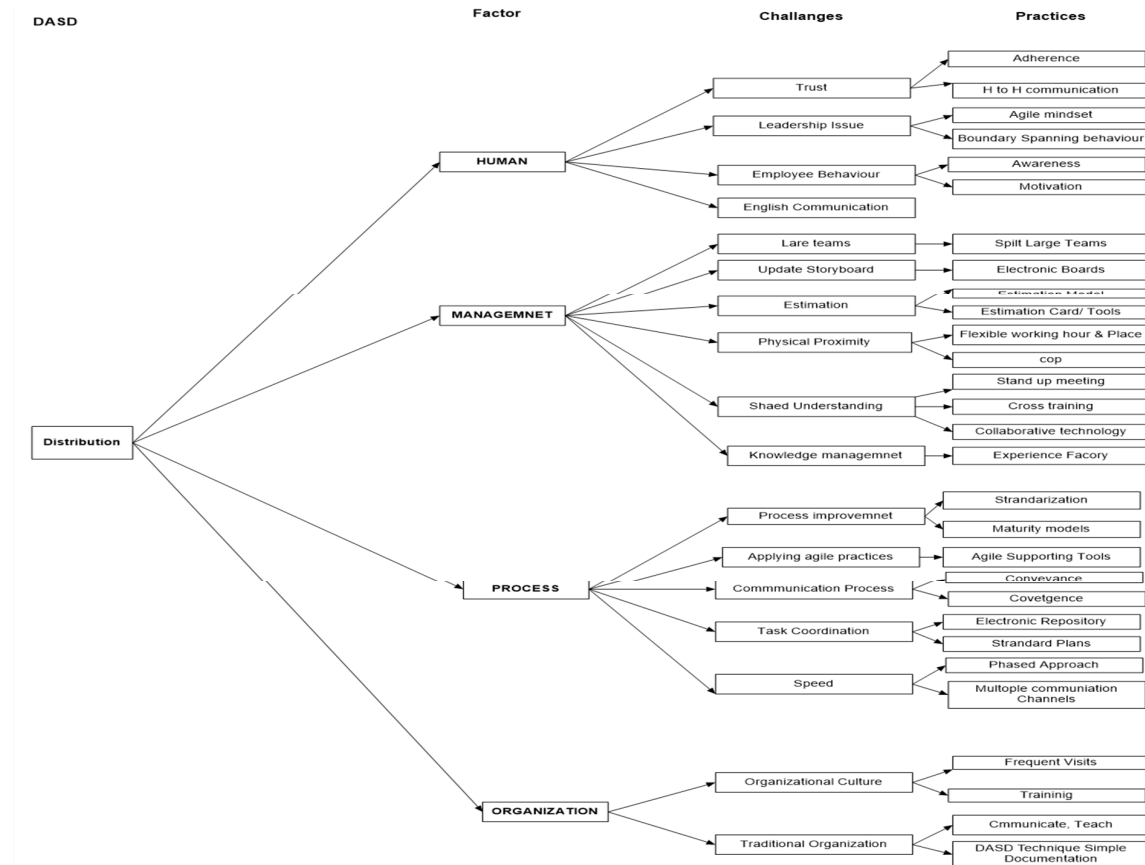 DASD
Factor
Challanges
Practices
Distribution
HUMAN
Trust
Adherence
H to H communication
Leadership Issue
Agile mindset
Boundary Spanning behaviour
Employee Behaviour
Awareness
Motivation
English Communication
MANAGEMNET
Lare teams
Spilt Large Teams
Update Storyboard
Electronic Boards
Estimation
Estimation Model
Estimation Card/ Tools
Physical Proximity
Flexible working hour & Place
cop
Shaed Understanding
Stand up meeting
Cross training
Collaborative technology
Knowledge managemnet
Experience Facory
PROCESS
Process improvemnet
Strandarization
Maturity models
Applying agile practices
Agile Supporting Tools
Commmunication Process
Conveyance
Covetgence
Task Coordination
Electronic Repository
Strandard Plans
Speed
Phased Approach
Multople communiation
Channels
ORGANIZATION
Organizational Culture
Frequent Visits
Traininig
Traditional Organization
Cmmunicate, Teach
DASD Technique Simple
Documentation